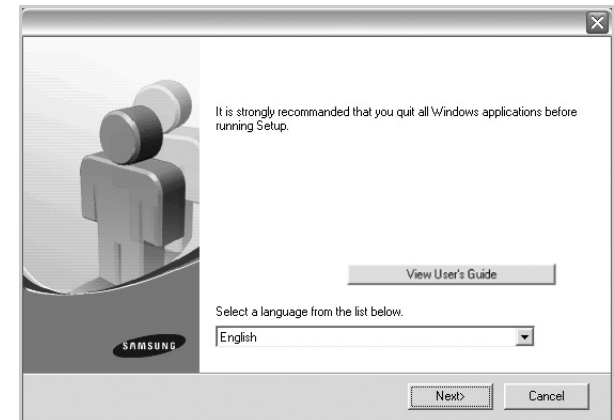 It is strongly recommanded that you quit all Windows applications before
running Setup.
View User's Guide
Select a language from the list below.
English
SAMSUNG
Next>
Cancel